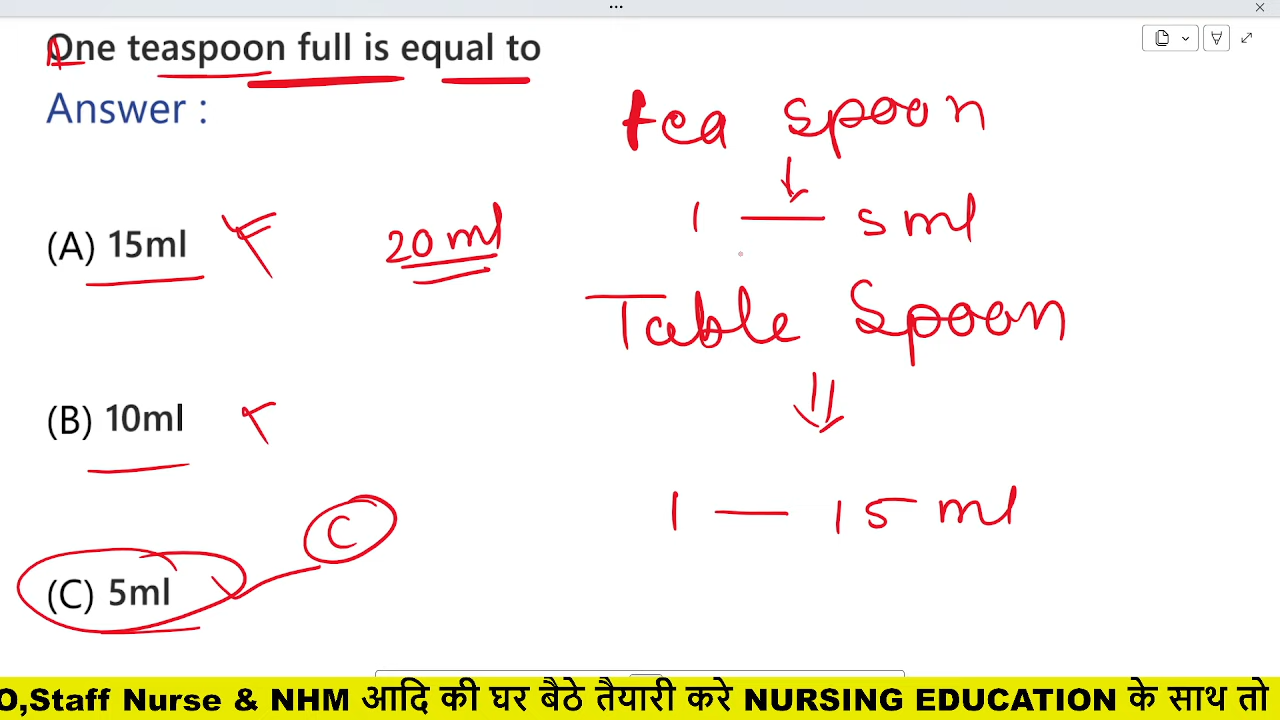 One teaspoon full is equal to
Answer :
(A) 15ml
20 ml
(B) 10ml
(C) 5ml
C
tea spoon
1 — 5 ml
Table Spoon
1 — 15 ml
O,Staff Nurse & NHM आदि की घर बैठे तैयारी करे NURSING EDUCATION के साथ तो